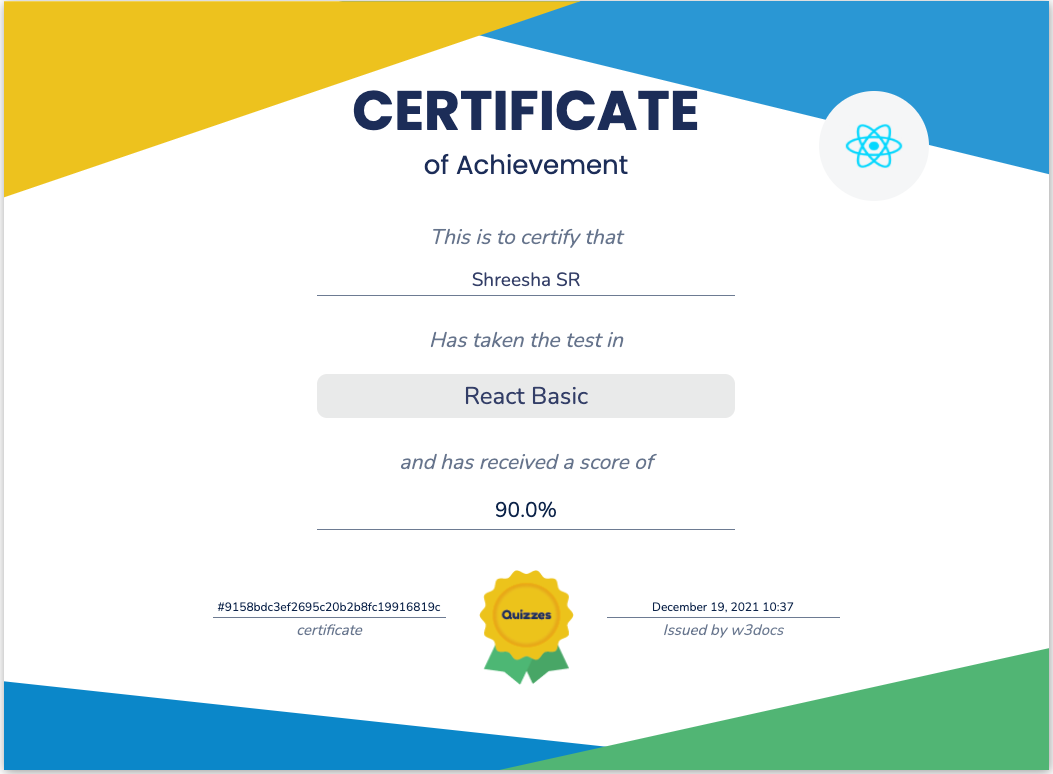 CERTIFICATE
of Achievement
This is to certify that
Shreesha SR
Has taken the test in
React Basic
and has received a score of
90.0%
#9158bdc3ef2695c20b2b8fc19916819c
certificate
Quizzes
December 19, 2021 10:37
Issued by w3docs